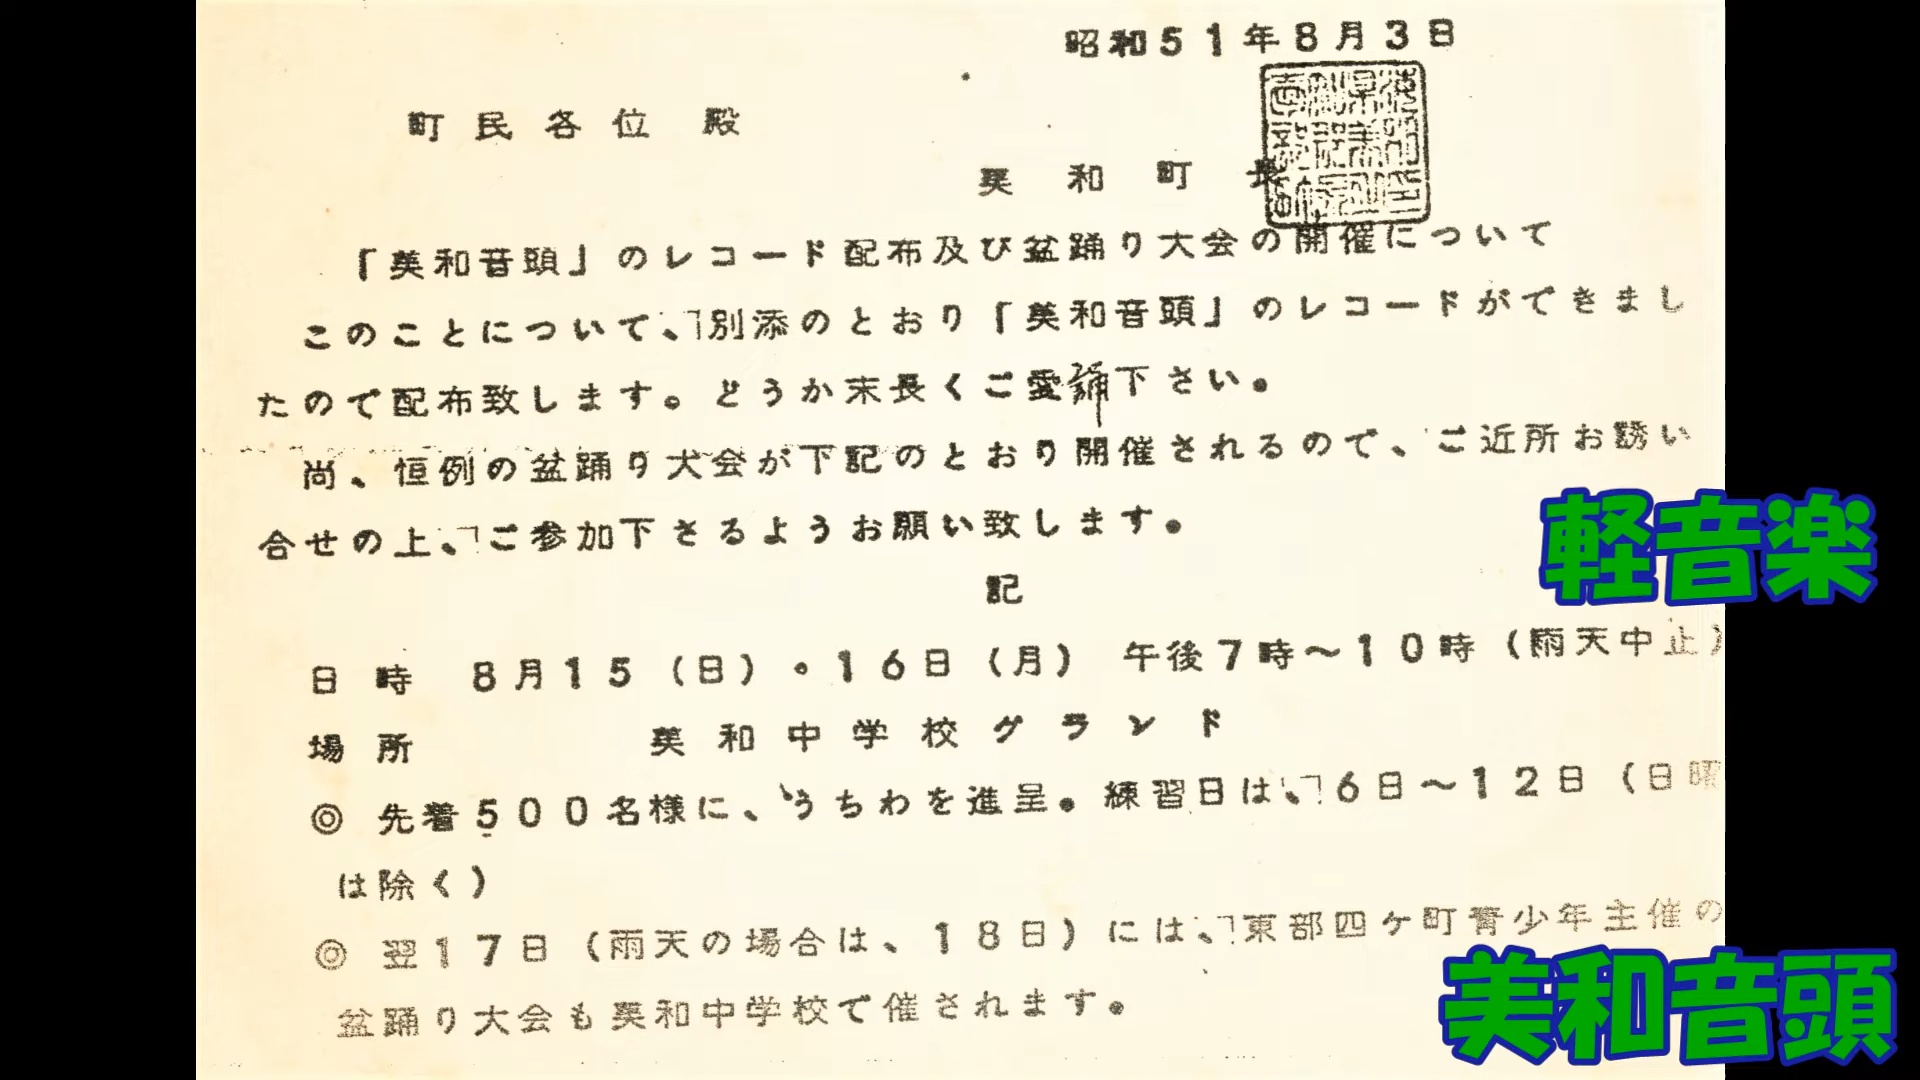 昭和51年8月3日
町民各位 殿
美和町長
「美和音頭」のレコード配布及び盆踊り大会の開催について
このことについて、別添のとおり「美和音頭」のレコードができまし
たので配布致します。どうか末長くご愛誦下さい。
尚、恒例の盆踊り大会が下記のとおり開催されるので、ご近所お誘い
合せの上、ご参加下さるようお願い致します。
記
日時 8月15(日)。16日(月) 午後7時〜10時(雨天中止)
場所 美和中学校グランド
◎ 先着500名様に、うちわを進呈。練習日は、6日〜12日(日曜
は除く)
◎ 翌17日(雨天の場合は、18日)には、東部四ケ町青少年主催の
盆踊り大会も美和中学校で催されます。
軽音楽
美和音頭